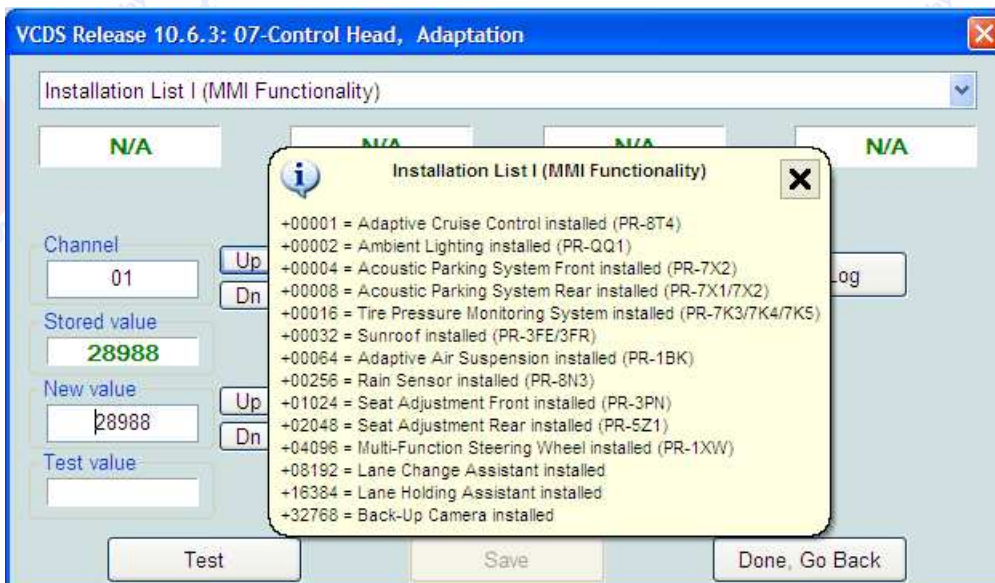 VCDS Release 10.6.3: 07-Control Head, Adaptation
Installation List I (MMI Functionality)
N/A
N/A
N/A
N/A
Installation List I (MMI Functionality)
+00001 = Adaptive Cruise Control installed (PR-8T4)
+00002 = Ambient Lighting installed (PR-QQ1)
+00004 = Acoustic Parking System Front installed (PR-7X2)
+00008 = Acoustic Parking System Rear installed (PR-7X1/7X2)
+00016 = Tire Pressure Monitoring System installed (PR-7K3/7K4/7K5)
+00032 = Sunroof installed (PR-3FE/3FR)
+00064 = Adaptive Air Suspension installed (PR-1BK)
+00256 = Rain Sensor installed (PR-8N3)
+01024 = Seat Adjustment Front installed (PR-3PN)
+02048 = Seat Adjustment Rear installed (PR-5Z1)
+04096 = Multi-Function Steering Wheel installed (PR-1XW)
+08192 = Lane Change Assistant installed
+16384 = Lane Holding Assistant installed
+32768 = Back-Up Camera installed
Channel
01
Up
Dn
Log
Stored value
28988
New value
28988
Up
Dn
Test value
Test
Save
Done, Go Back